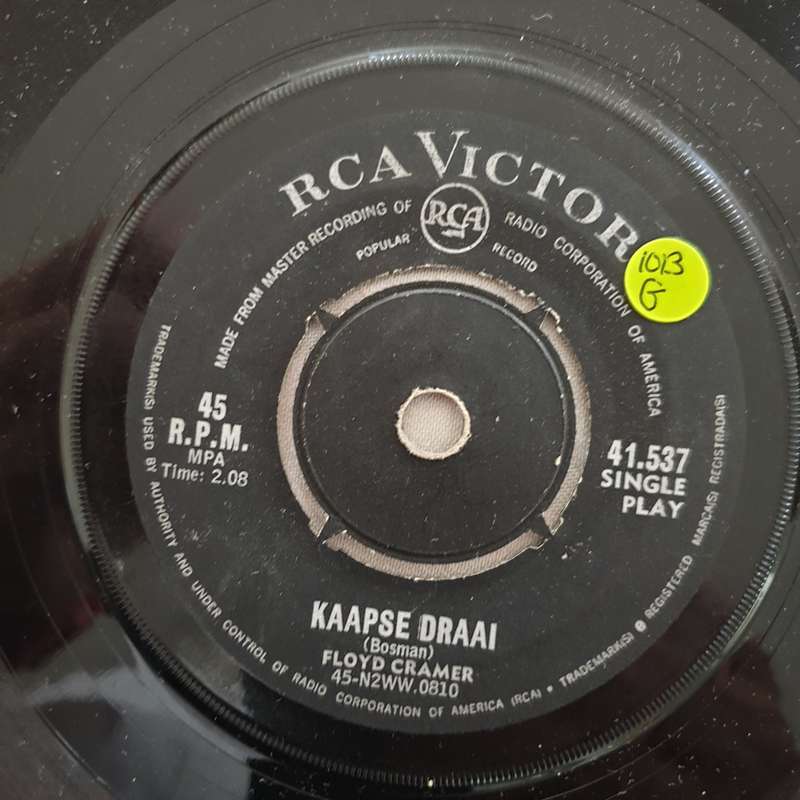 RCA VICTOR
MADE FROM MASTER RECORDING OF RADIO CORPORATION OF AMERICA
RCA
POPULAR RECORD
10B
G
45
R.P.M.
MPA
Time: 2.08
41.537
SINGLE
PLAY
KAAPSE DRAAI
(Bosman)
FLOYD CRAMER
45-N2WW.0810
TRADEMARK(S) USED BY AUTHORITY AND UNDER CONTROL OF RADIO CORPORATION OF AMERICA (RCA) • TRADEMARK(S) ® REGISTERED MARCA(S) REGISTRADA(S)